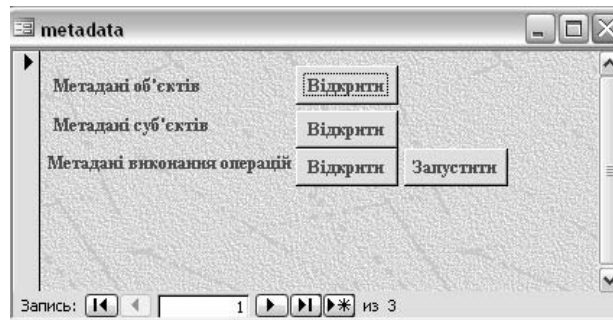 metadata
Метадані об'єктів Відкрити
Метадані суб'єктів Відкрити
Метадані виконання операцій Відкрити Запустити
Запись: 1 из 3